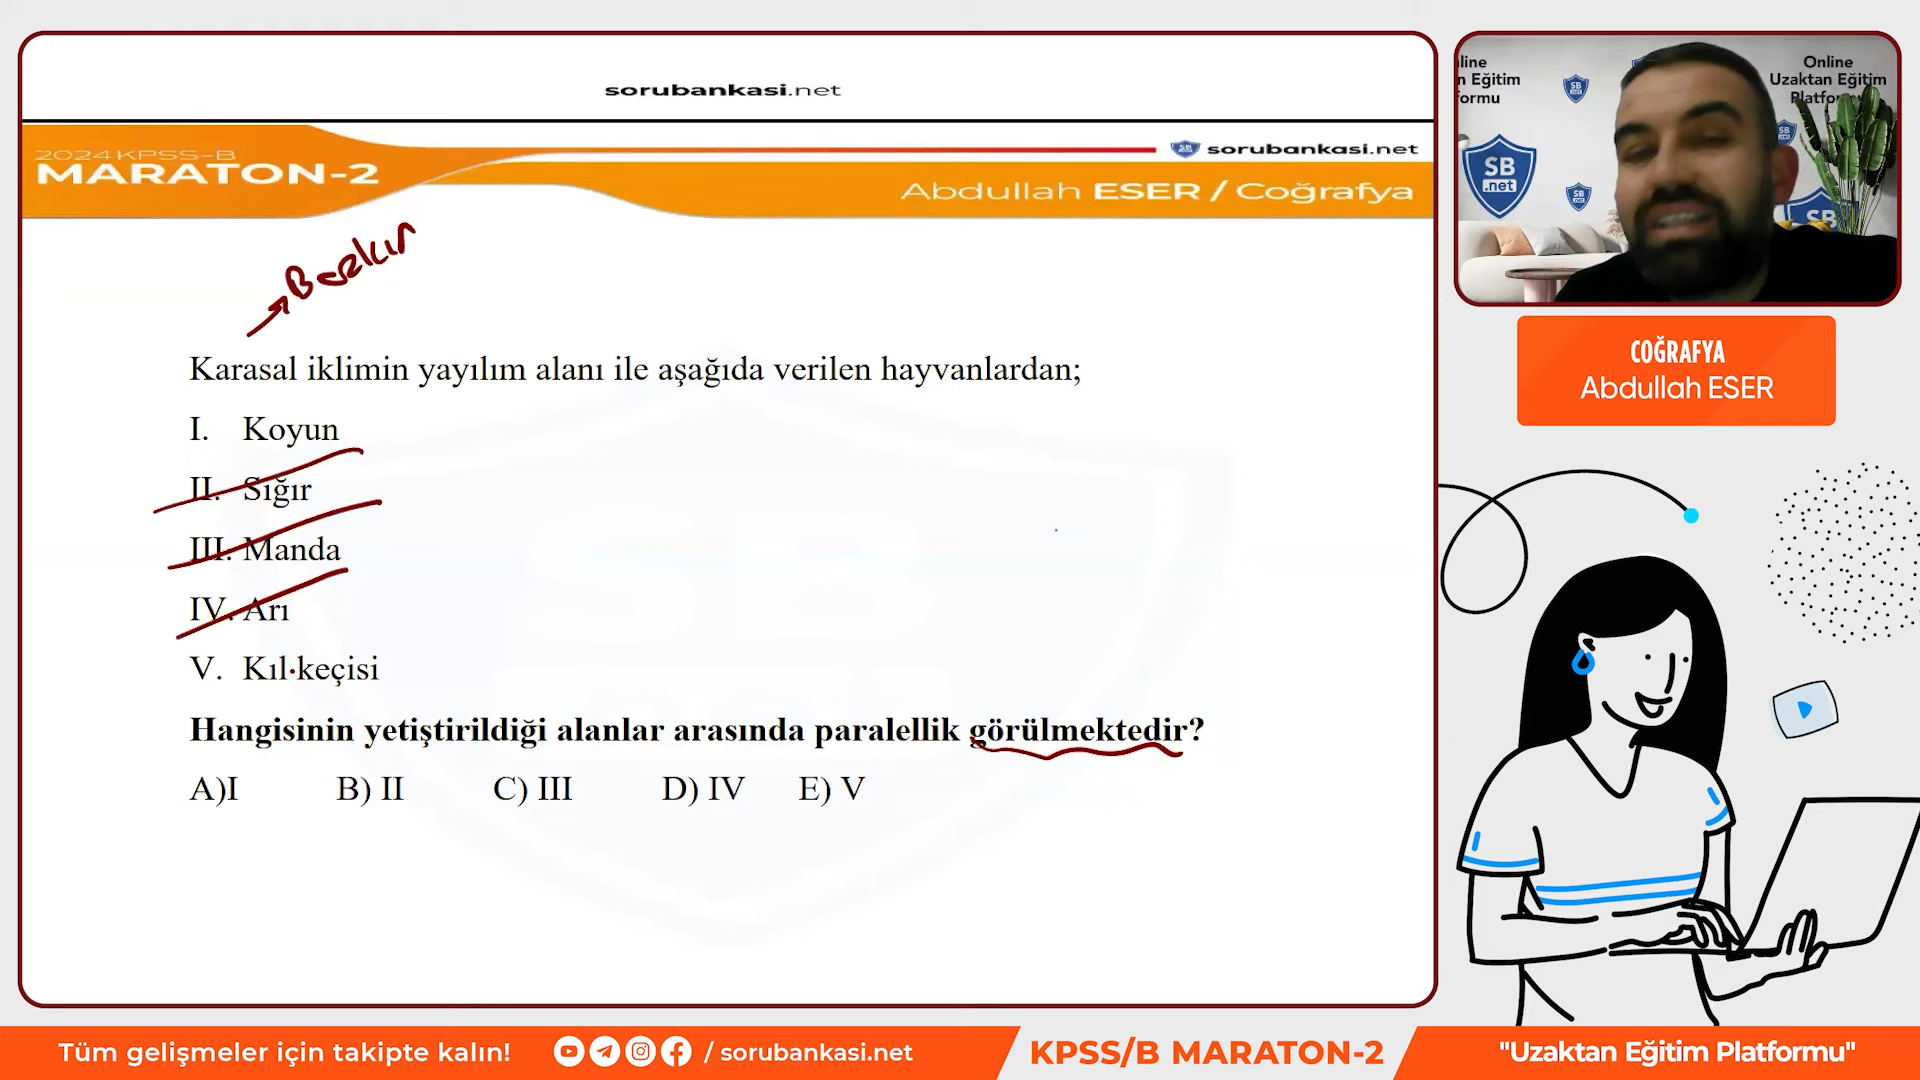 sorubankasi.net
2024 KPSS-B
MARATON-2
sorubankasi.net
Abdullah ESER / Coğrafya
Bozkır
Karasal iklimin yayılım alanı ile aşağıda verilen hayvanlardan;
I. Koyun
II. Sığır
III. Manda
IV. Arı
V. Kıl keçisi
Hangisinin yetiştirildiği alanlar arasında paralellik görülmektedir?
A)I B) II C) III D) IV E) V
Online
Uzaktan Eğitim
SB
.net
COĞRAFYA
Abdullah ESER
Tüm gelişmeler için takipte kalın!
/ sorubankasi.net
KPSS/B MARATON-2
"Uzaktan Eğitim Platformu"